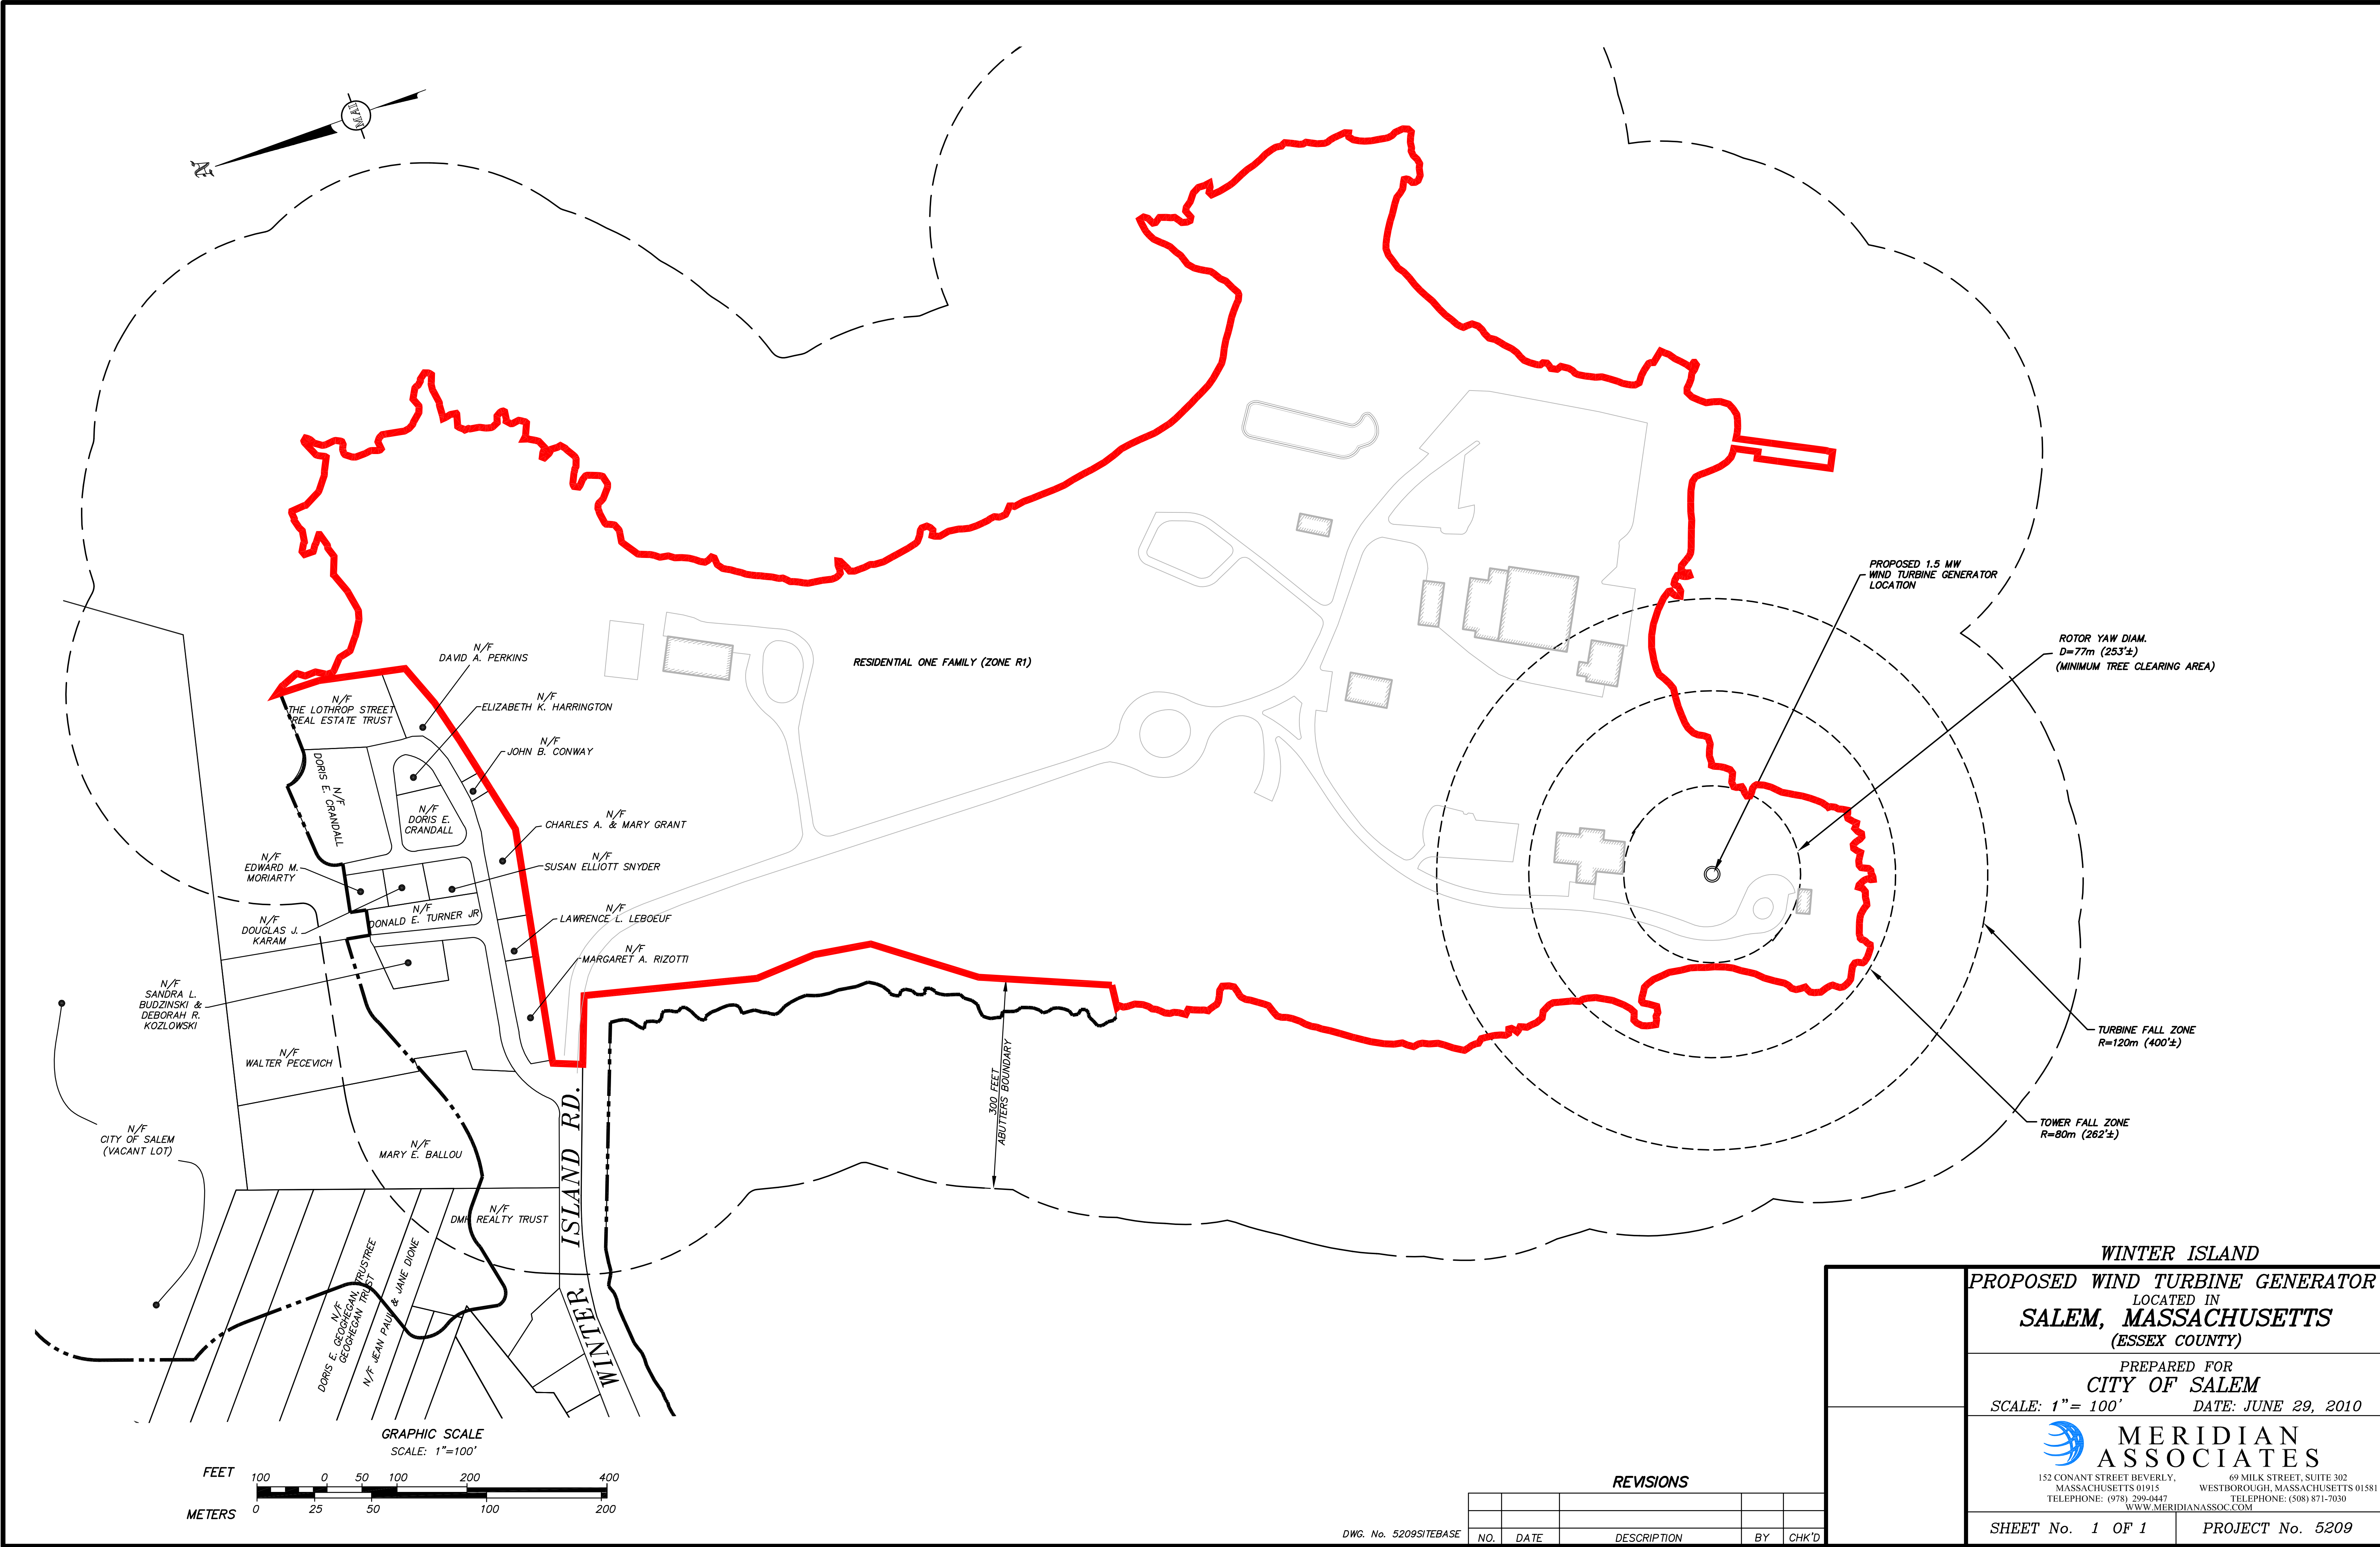 N
MAI
PROPOSED 1.5 MW
WIND TURBINE GENERATOR
LOCATION
ROTOR YAW DIAM.
D=77m (253'±)
(MINIMUM TREE CLEARING AREA)
RESIDENTIAL ONE FAMILY (ZONE R1)
N/F
DAVID A. PERKINS
N/F
THE LOTHROP STREET
REAL ESTATE TRUST
N/F
ELIZABETH K. HARRINGTON
N/F
JOHN B. CONWAY
N/F
DORIS E. CRANDALL
N/F
DORIS E.
CRANDALL
N/F
CHARLES A. & MARY GRANT
N/F
SUSAN ELLIOTT SNYDER
N/F
EDWARD M.
MORIARTY
N/F
DONALD E. TURNER JR
N/F
LAWRENCE L. LEBOEUF
N/F
DOUGLAS J.
KARAM
N/F
MARGARET A. RIZOTTI
N/F
SANDRA L.
BUDZINSKI &
DEBORAH R.
KOZLOWSKI
N/F
WALTER PECEVICH
300 FEET
ABUTTERS BOUNDARY
TURBINE FALL ZONE
R=120m (400'±)
TOWER FALL ZONE
R=80m (262'±)
N/F
CITY OF SALEM
(VACANT LOT)
N/F
MARY E. BALLOU
N/F
DMH REALTY TRUST
WINTER ISLAND RD.
N/F
DORIS E. GEOGHEGAN, TRUSTREE
GEOGHEGAN TRUST
N/F JEAN PAUL & JANE DIONE
GRAPHIC SCALE
SCALE: 1"=100'
FEET 100 0 50 100 200 400
METERS 0 25 50 100 200
REVISIONS
NO. DATE DESCRIPTION BY CHK'D
DWG. No. 5209SITEBASE
WINTER ISLAND
PROPOSED WIND TURBINE GENERATOR
LOCATED IN
SALEM, MASSACHUSETTS
(ESSEX COUNTY)
PREPARED FOR
CITY OF SALEM
SCALE: 1"= 100' DATE: JUNE 29, 2010
MERIDIAN
ASSOCIATES
152 CONANT STREET BEVERLY,
MASSACHUSETTS 01915
TELEPHONE: (978) 299-0447
69 MILK STREET, SUITE 302
WESTBOROUGH, MASSACHUSETTS 01581
TELEPHONE: (508) 871-7030
WWW.MERIDIANASSOC.COM
SHEET No. 1 OF 1 PROJECT No. 5209